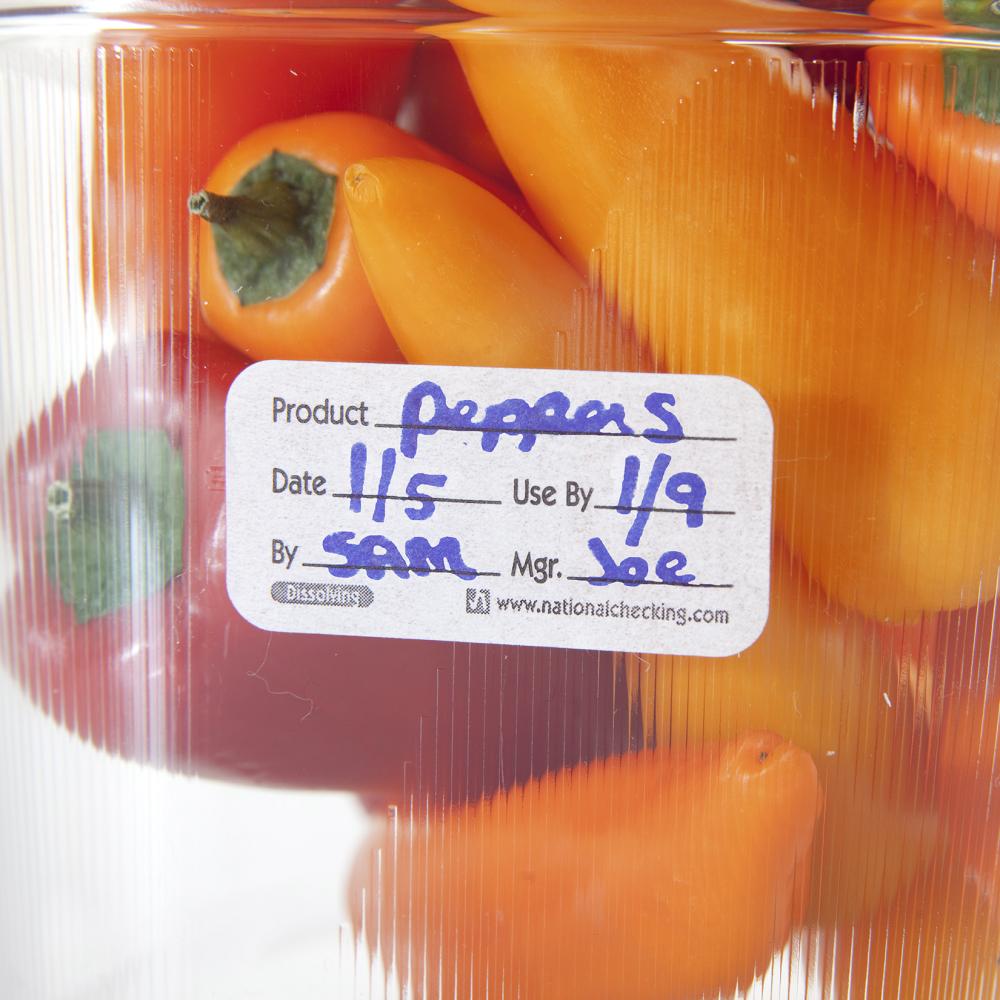 Product Peppers
Date 1/5 Use By 1/9
By SAM Mgr. Joe
Dissolving www.nationalchecking.com